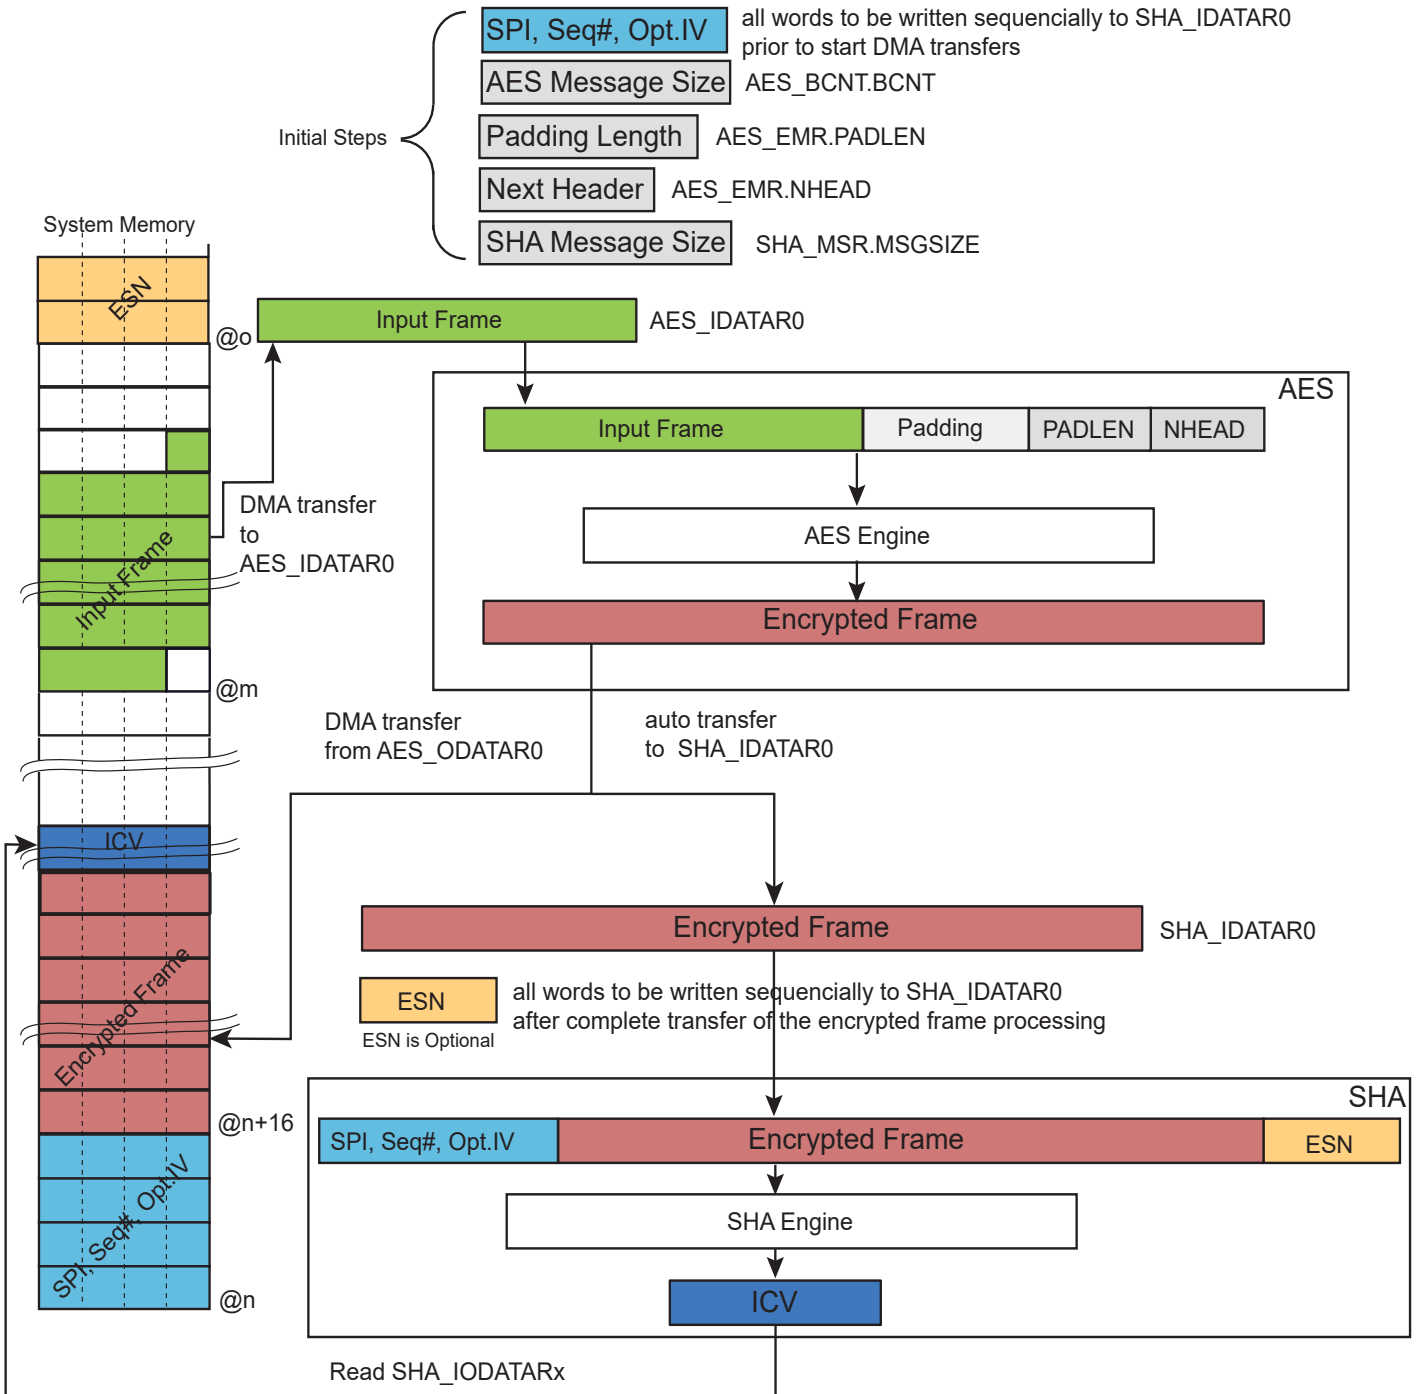 SPI, Seq#, Opt.IV
all words to be written sequencially to SHA_IDATAR0
prior to start DMA transfers
AES Message Size
AES_BCNT.BCNT
Initial Steps
Padding Length
AES_EMR.PADLEN
Next Header
AES_EMR.NHEAD
SHA Message Size
SHA_MSR.MSGSIZE
System Memory
ESN
@o
Input Frame
AES_IDATAR0
AES
Input Frame
Padding
PADLEN
NHEAD
DMA transfer
to
AES_IDATAR0
AES Engine
Input Frame
Encrypted Frame
@m
DMA transfer
from AES_ODATAR0
auto transfer
to SHA_IDATAR0
ICV
Encrypted Frame
SHA_IDATAR0
Encrypted Frame
ESN
all words to be written sequencially to SHA_IDATAR0
after complete transfer of the encrypted frame processing
ESN is Optional
SHA
@n+16
SPI, Seq#, Opt.IV
Encrypted Frame
ESN
SPI, Seq#, Opt.IV
SHA Engine
@n
ICV
Read SHA_IODATARx